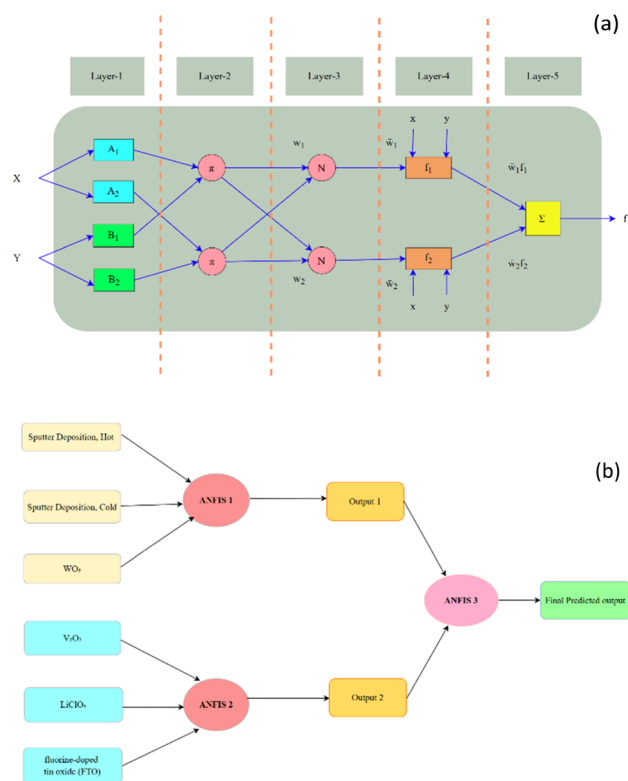 (a)
Layer-1
Layer-2
Layer-3
Layer-4
Layer-5
x
y
X
A₁
A₂
π
w₁
N
w̄₁
f₁
w̄₁f₁
Σ
f
Y
B₁
B₂
π
w₂
N
w̄₂
f₂
w̄₂f₂
x
y
(b)
Sputter Deposition, Hot
Sputter Deposition, Cold
WO₃
ANFIS 1
Output 1
ANFIS 3
Final Predicted output
V₂O₅
LiClO₄
fluorine-doped
tin oxide (FTO)
ANFIS 2
Output 2